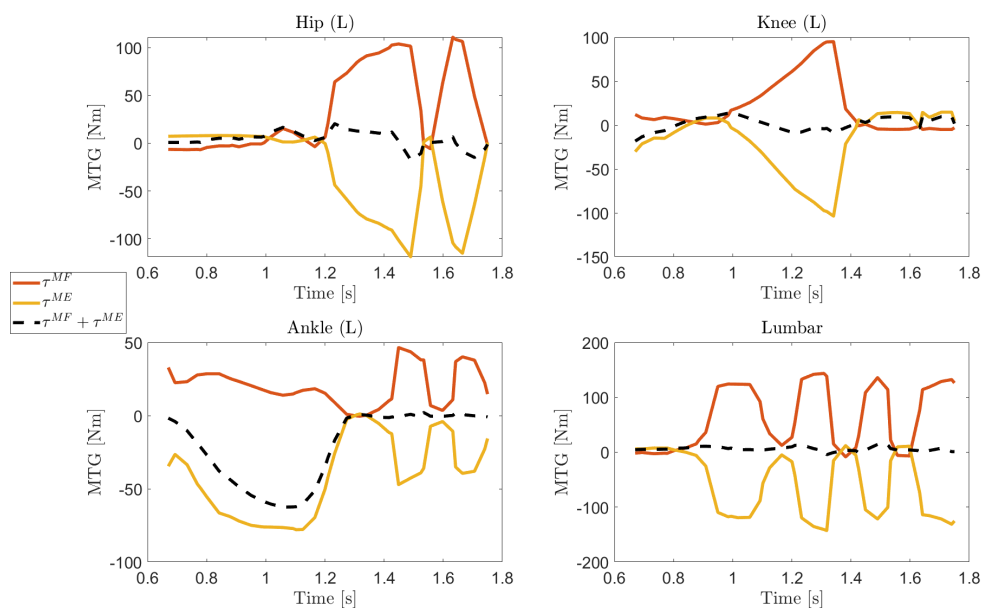 Hip (L)
100
50
0
-50
-100
MTG [Nm]
0.6 0.8 1 1.2 1.4 1.6 1.8
Time [s]
Knee (L)
100
50
0
-50
-100
-150
MTG [Nm]
0.6 0.8 1 1.2 1.4 1.6 1.8
Time [s]
τ^MF
τ^ME
τ^MF + τ^ME
Ankle (L)
50
0
-50
-100
MTG [Nm]
0.6 0.8 1 1.2 1.4 1.6 1.8
Time [s]
Lumbar
200
100
0
-100
-200
MTG [Nm]
0.6 0.8 1 1.2 1.4 1.6 1.8
Time [s]